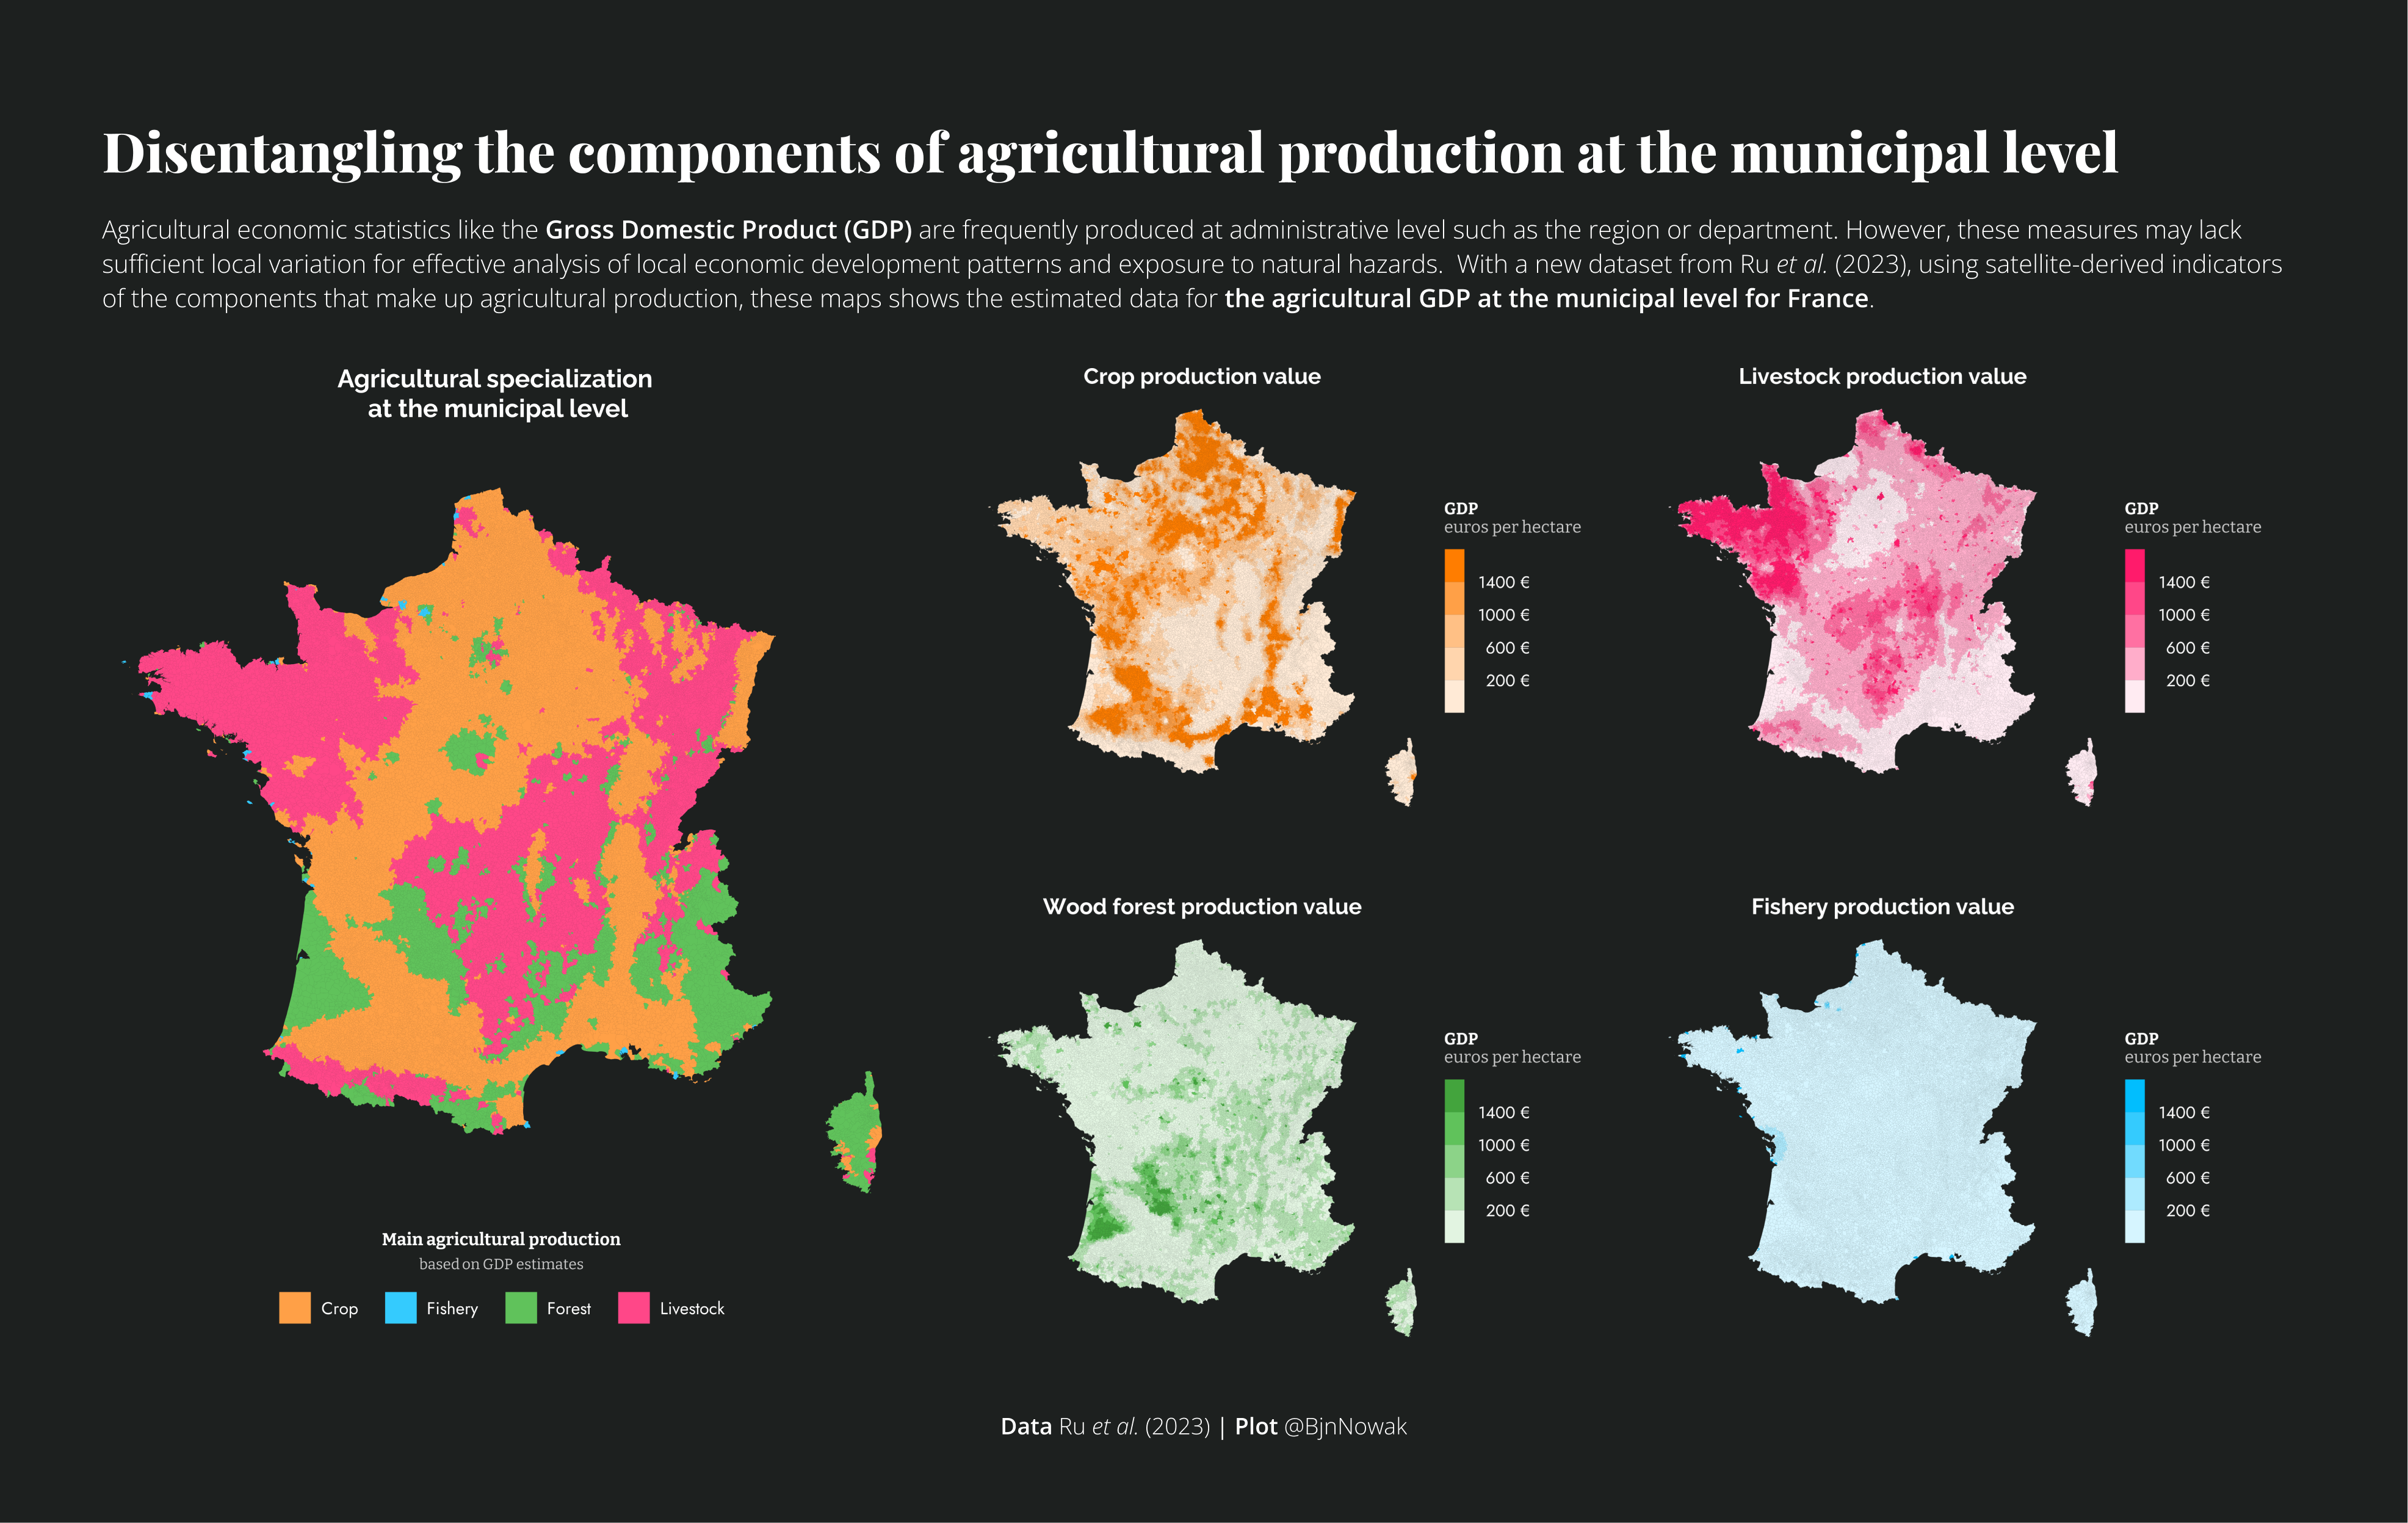 Disentangling the components of agricultural production at the municipal level
Agricultural economic statistics like the Gross Domestic Product (GDP) are frequently produced at administrative level such as the region or department. However, these measures may lack
sufficient local variation for effective analysis of local economic development patterns and exposure to natural hazards.  With a new dataset from Ru et al. (2023), using satellite-derived indicators
of the components that make up agricultural production, these maps shows the estimated data for the agricultural GDP at the municipal level for France.
Agricultural specialization
at the municipal level
Main agricultural production
based on GDP estimates
Crop
Fishery
Forest
Livestock
Crop production value
GDP
euros per hectare
1400 €
1000 €
600 €
200 €
Livestock production value
GDP
euros per hectare
1400 €
1000 €
600 €
200 €
Wood forest production value
GDP
euros per hectare
1400 €
1000 €
600 €
200 €
Fishery production value
GDP
euros per hectare
1400 €
1000 €
600 €
200 €
Data Ru et al. (2023) | Plot @BjnNowak